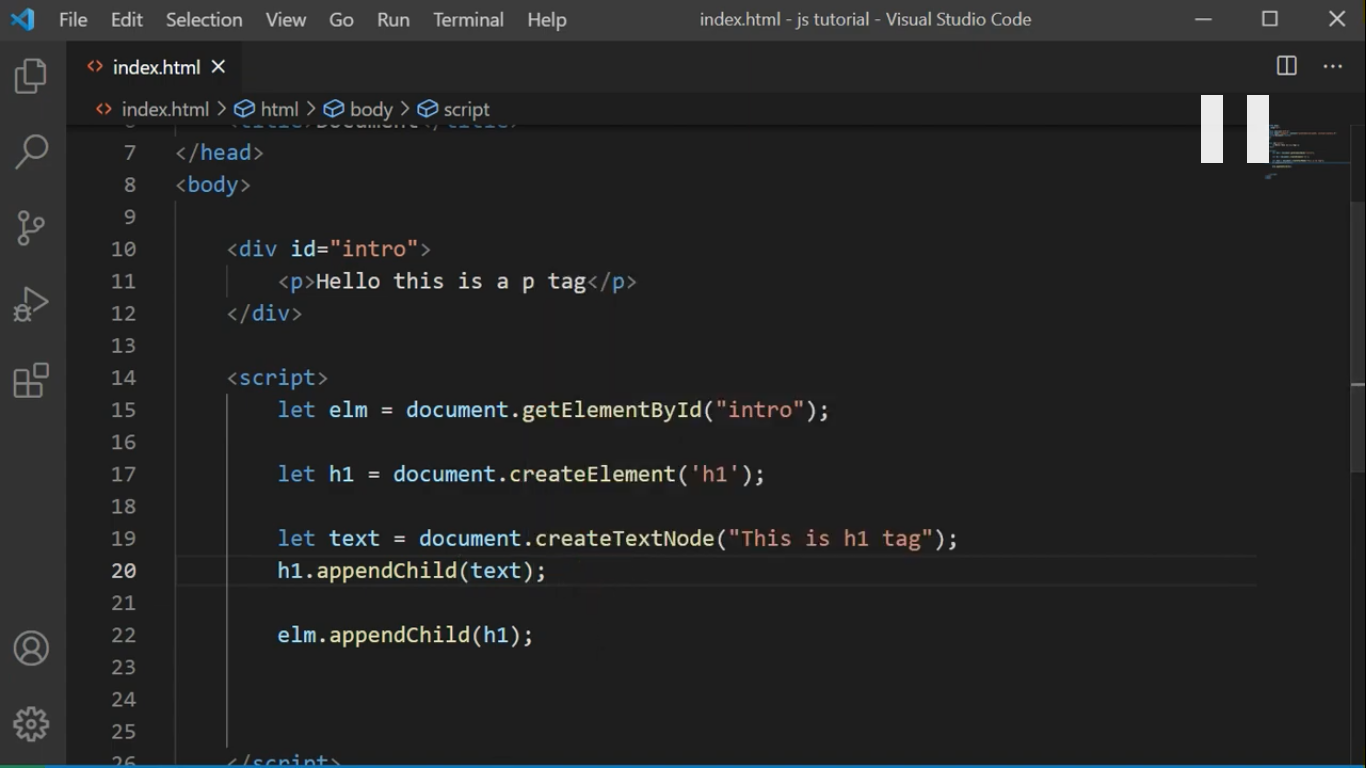 File Edit Selection View Go Run Terminal Help index.html - js tutorial - Visual Studio Code
index.html
index.html > html > body > script
6 <title>Document</title>
7 </head>
8 <body>
9
10 <div id="intro">
11 <p>Hello this is a p tag</p>
12 </div>
13
14 <script>
15 let elm = document.getElementById("intro");
16
17 let h1 = document.createElement('h1');
18
19 let text = document.createTextNode("This is h1 tag");
20 h1.appendChild(text);
21
22 elm.appendChild(h1);
23
24
25
26 </script>